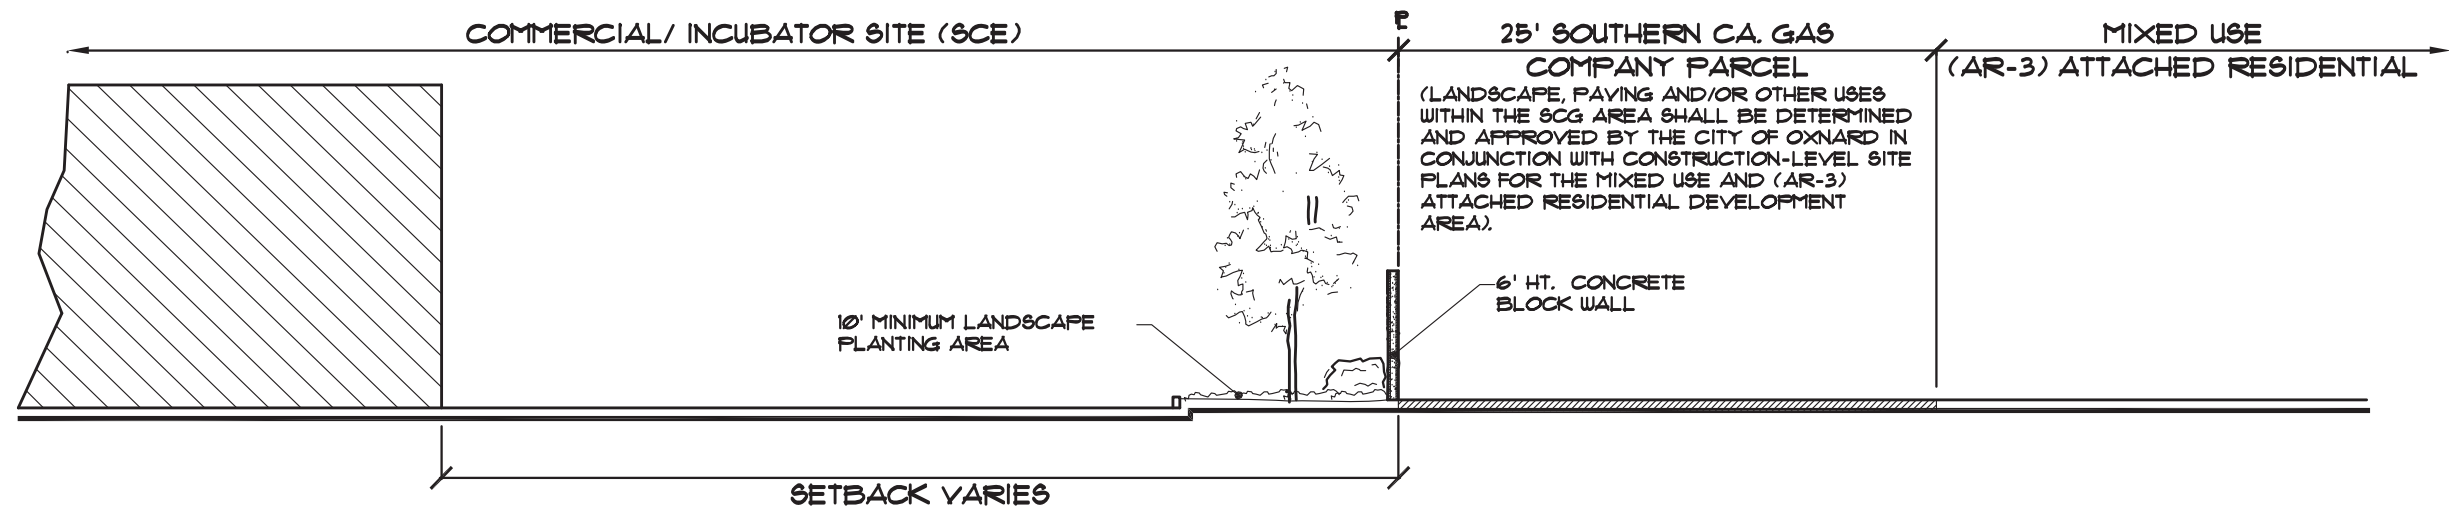 COMMERCIAL/ INCUBATOR SITE (SCE)
PL
25' SOUTHERN CA. GAS
COMPANY PARCEL
(LANDSCAPE, PAVING AND/OR OTHER USES
WITHIN THE SCG AREA SHALL BE DETERMINED
AND APPROVED BY THE CITY OF OXNARD IN
CONJUNCTION WITH CONSTRUCTION-LEVEL SITE
PLANS FOR THE MIXED USE AND (AR-3)
ATTACHED RESIDENTIAL DEVELOPMENT
AREA).
MIXED USE
(AR-3) ATTACHED RESIDENTIAL
6' HT. CONCRETE
BLOCK WALL
10' MINIMUM LANDSCAPE
PLANTING AREA
SETBACK VARIES